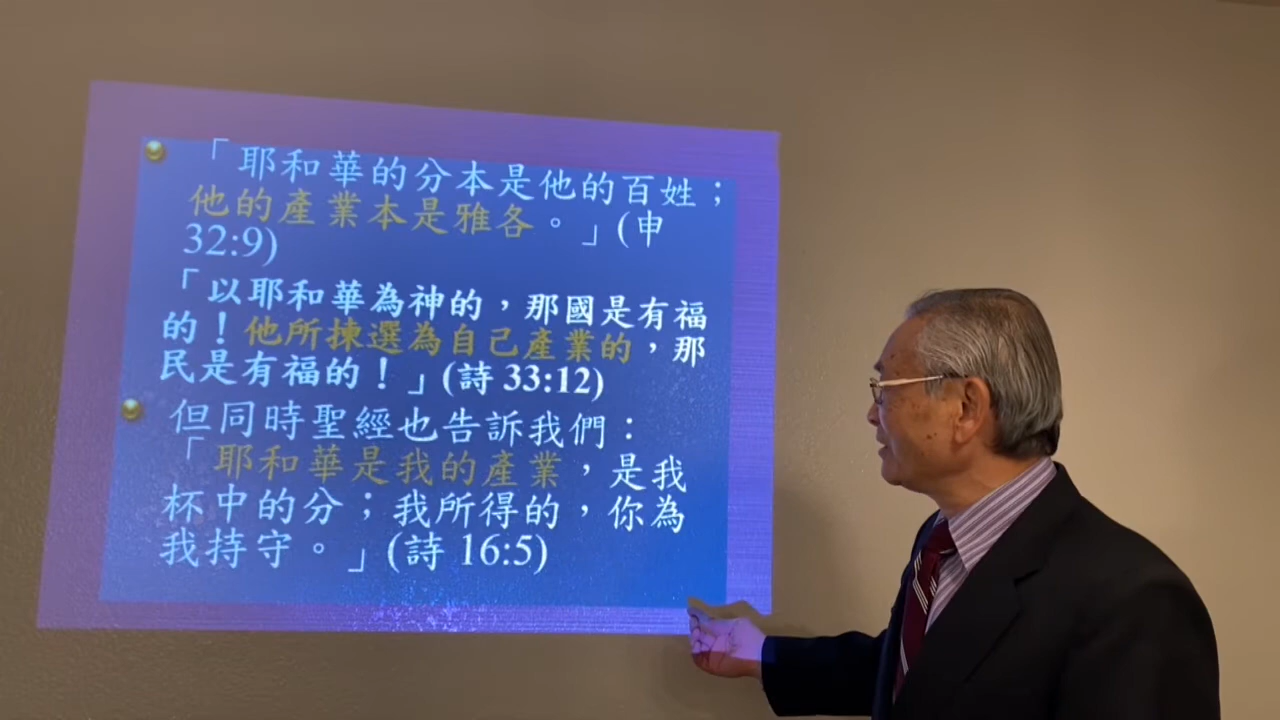 「耶和華的分本是他的百姓；
他的產業本是雅各。」(申
32:9)
「以耶和華為神的，那國是有福
的！他所揀選為自己產業的，那
民是有福的！」(詩 33:12)
但同時聖經也告訴我們：
「耶和華是我的產業，是我
杯中的分；我所得的，你為
我持守。」(詩 16:5)